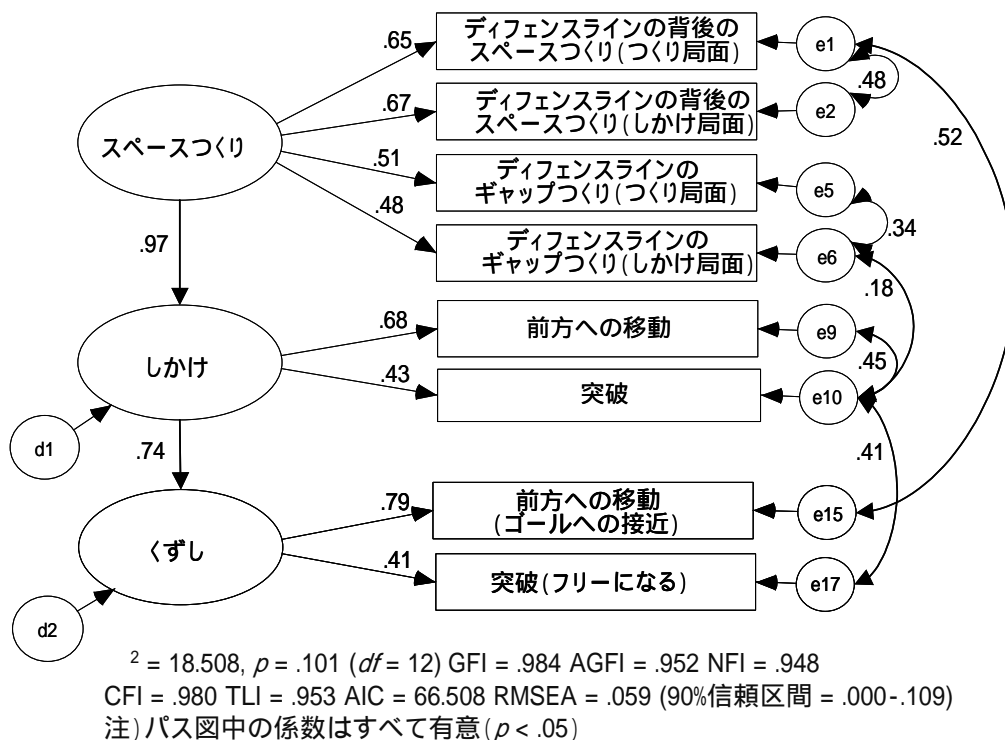 ディフェンスラインの背後の
スペースつくり(つくり局面)
.65
e1
.48
ディフェンスラインの背後の
スペースつくり(しかけ局面)
.67
e2
.52
スペースつくり
ディフェンスラインの
ギャップつくり(つくり局面)
.51
e5
.34
.48
ディフェンスラインの
ギャップつくり(しかけ局面)
e6
.97
.18
.68
前方への移動
e9
しかけ
.45
.43
突破
e10
d1
.74
.41
.79
前方への移動
(ゴールへの接近)
e15
くずし
.41
突破(フリーになる)
e17
d2
2 = 18.508, p = .101 (df = 12) GFI = .984 AGFI = .952 NFI = .948
CFI = .980 TLI = .953 AIC = 66.508 RMSEA = .059 (90%信頼区間 = .000-.109)
注)パス図中の係数はすべて有意(p < .05)